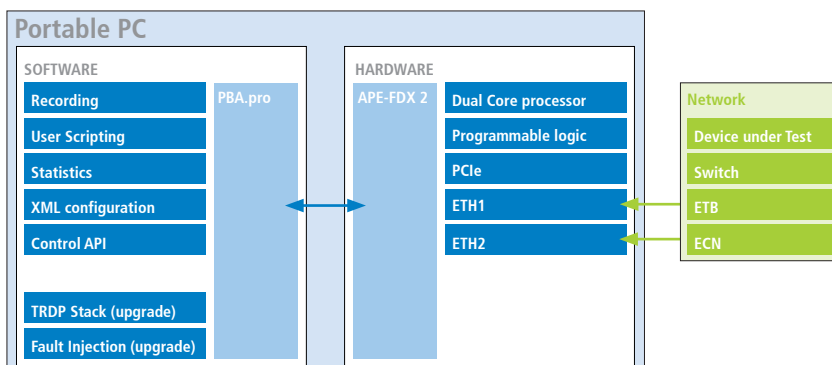 Portable PC
SOFTWARE
Recording
User Scripting
Statistics
XML configuration
Control API
TRDP Stack (upgrade)
Fault Injection (upgrade)
PBA.pro
HARDWARE
APE-FDX 2
Dual Core processor
Programmable logic
PCIe
ETH1
ETH2
Network
Device under Test
Switch
ETB
ECN